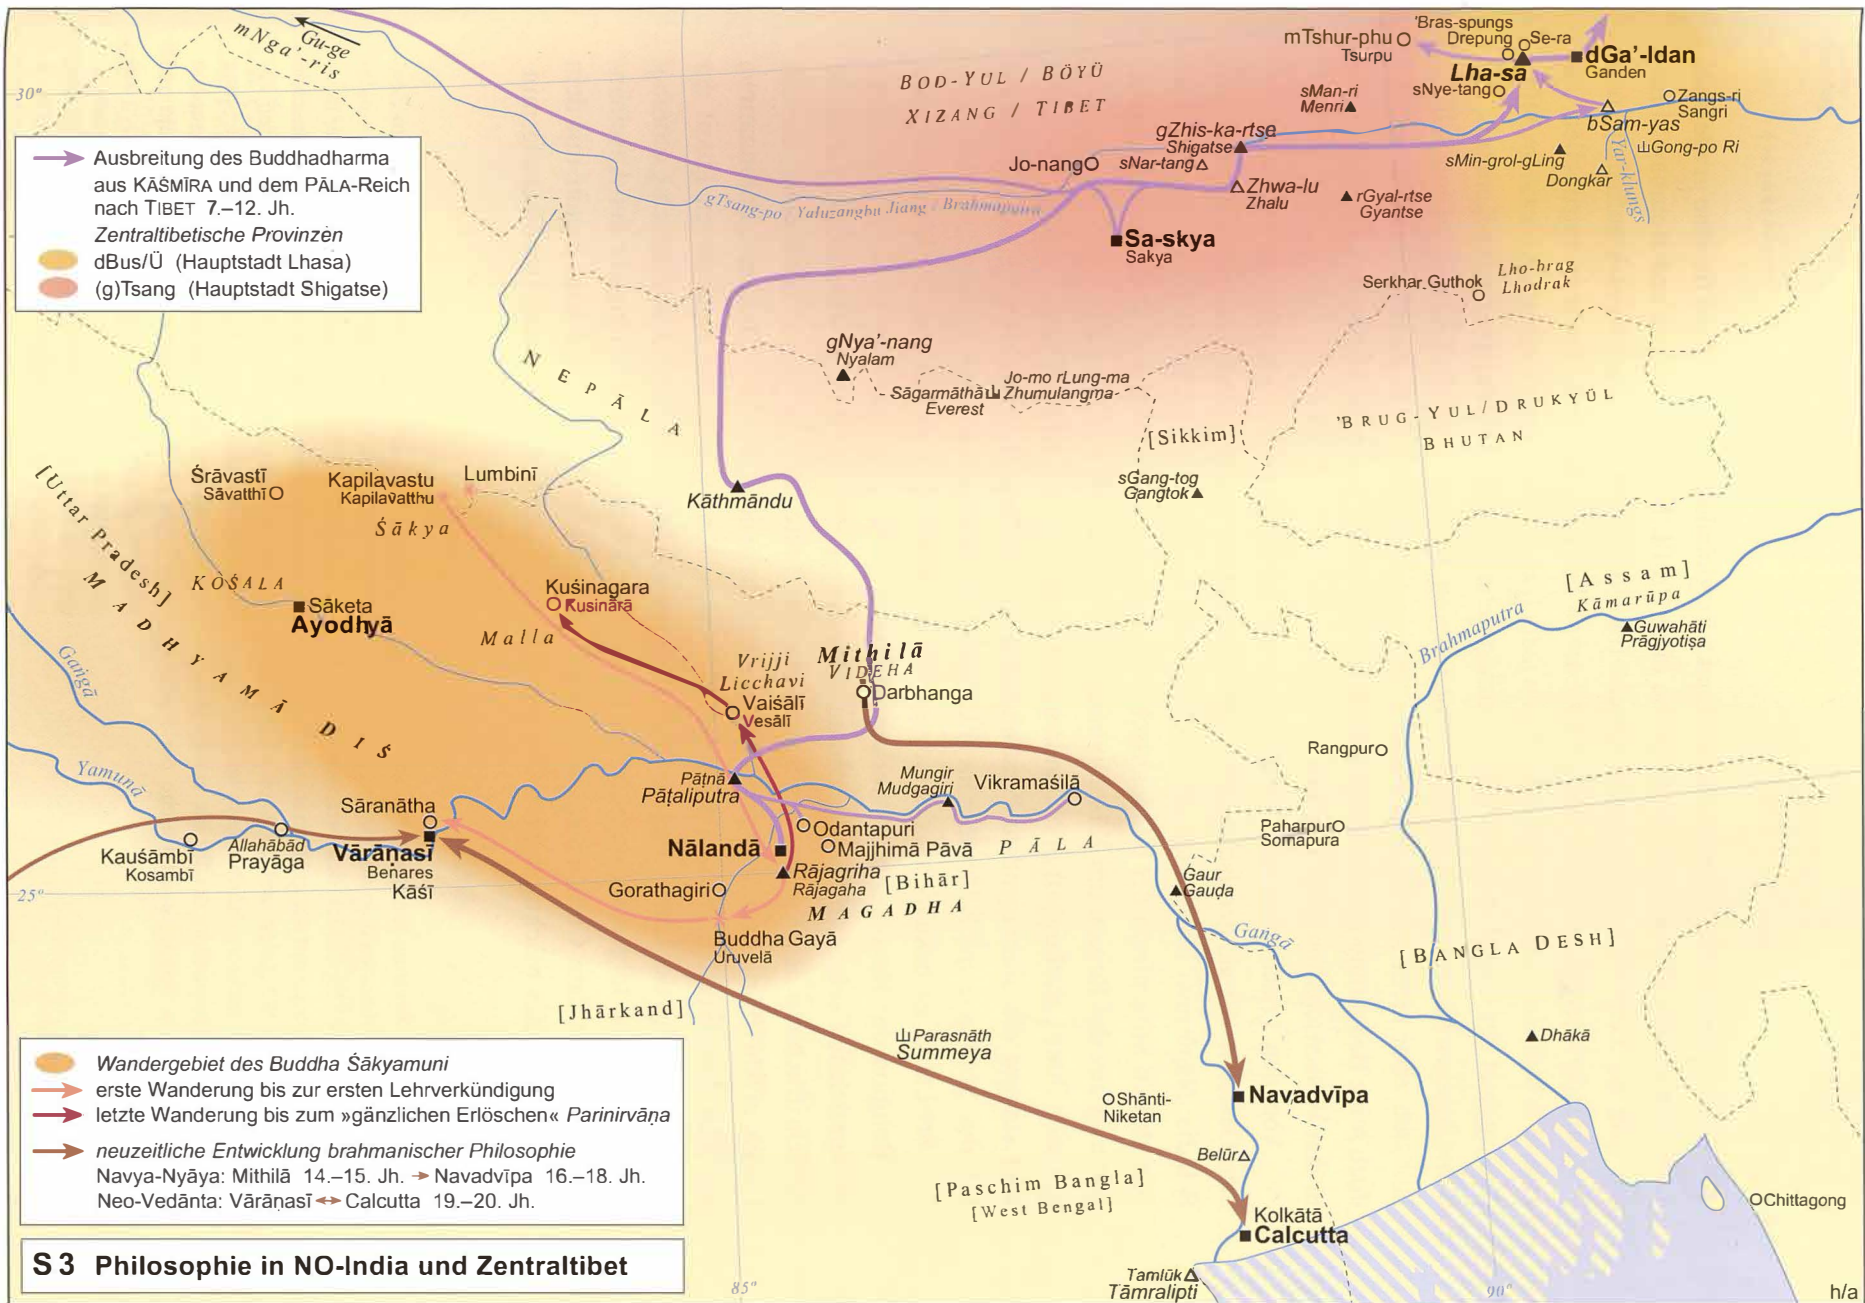 Gu-ge
mNga'-ris
30°
BOD-YUL / BÖYÜ
XIZANG / TIBET
mTshur-phu
Tsurpu
'Bras-spungs
Drepung
Se-ra
dGa'-ldan
Ganden
Lha-sa
sNye-tang
sMan-ri
Menri
Zangs-ri
Sangri
bSam-yas
Gong-po Ri
Yar-klungs
sMin-grol-gLing
Dongkar
gZhis-ka-rtse
Shigatse
Jo-nang
sNar-tang
Zhwa-lu
Zhalu
rGyal-rtse
Gyantse
gTsang-po / Yaluzangbu Jiang / Brahmaputra
Sa-skya
Sakya
Serkhar Guthok
Lho-brag
Lhodrak
Ausbreitung des Buddhadharma
aus KĀŚMĪRA und dem PĀLA-Reich
nach TIBET 7.–12. Jh.
Zentraltibetische Provinzen
dBus/Ü (Hauptstadt Lhasa)
(g)Tsang (Hauptstadt Shigatse)
NEPĀLA
gNya'-nang
Nyalam
Sāgarmāthā
Everest
Jo-mo rLung-ma
Zhumulangma
[Sikkim]
'BRUG-YUL/DRUKYÜL
BHUTAN
sGang-tog
Gangtok
Kāthmāndu
[Uttar Pradesh]
MADHYAMĀ DIŚ
Śrāvastī
Sāvatthī
Kapilavastu
Kapilavatthu
Lumbinī
Śākya
KOŚALA
Sāketa
Ayodhyā
Kuśinagara
Kusinārā
Malla
Vrijji
Licchavi
Vaiśālī
Vesālī
Mithilā
VIDEHA
Darbhanga
[Assam]
Kāmarūpa
Guwahāti
Prāgjyotiṣa
Brahmaputra
Gaṅgā
Yamunā
Rangpur
Pāṭnā
Pāṭaliputra
Mungir
Mudgagiri
Vikramaśilā
Sāranātha
Kauśāmbī
Kosambī
Allahābād
Prayāga
Vārāṇasī
Benares
Kāśī
Nālandā
Odantapuri
Majjhimā Pāvā
PĀLA
Paharpur
Somapura
Rājagriha
Rājagaha
[Bihār]
MAGADHA
Gorathagiri
Gaur
Gauḍa
25°
Buddha Gayā
Uruvelā
Gaṅgā
[BANGLA DESH]
[Jhārkand]
Parasnāth
Summeya
Dhākā
Shānti-
Niketan
Navadvīpa
Belūr
[Paschim Bangla]
[West Bengal]
Kolkātā
Calcutta
Chittagong
Tamlūk
Tāmralipti
85°
90°
Wandergebiet des Buddha Śākyamuni
erste Wanderung bis zur ersten Lehrverkündigung
letzte Wanderung bis zum »gänzlichen Erlöschen« Parinirvāṇa
neuzeitliche Entwicklung brahmanischer Philosophie
Navya-Nyāya: Mithilā 14.–15. Jh. → Navadvīpa 16.–18. Jh.
Neo-Vedānta: Vārāṇasī ↔ Calcutta 19.–20. Jh.
S 3 Philosophie in NO-India und Zentraltibet
h/a